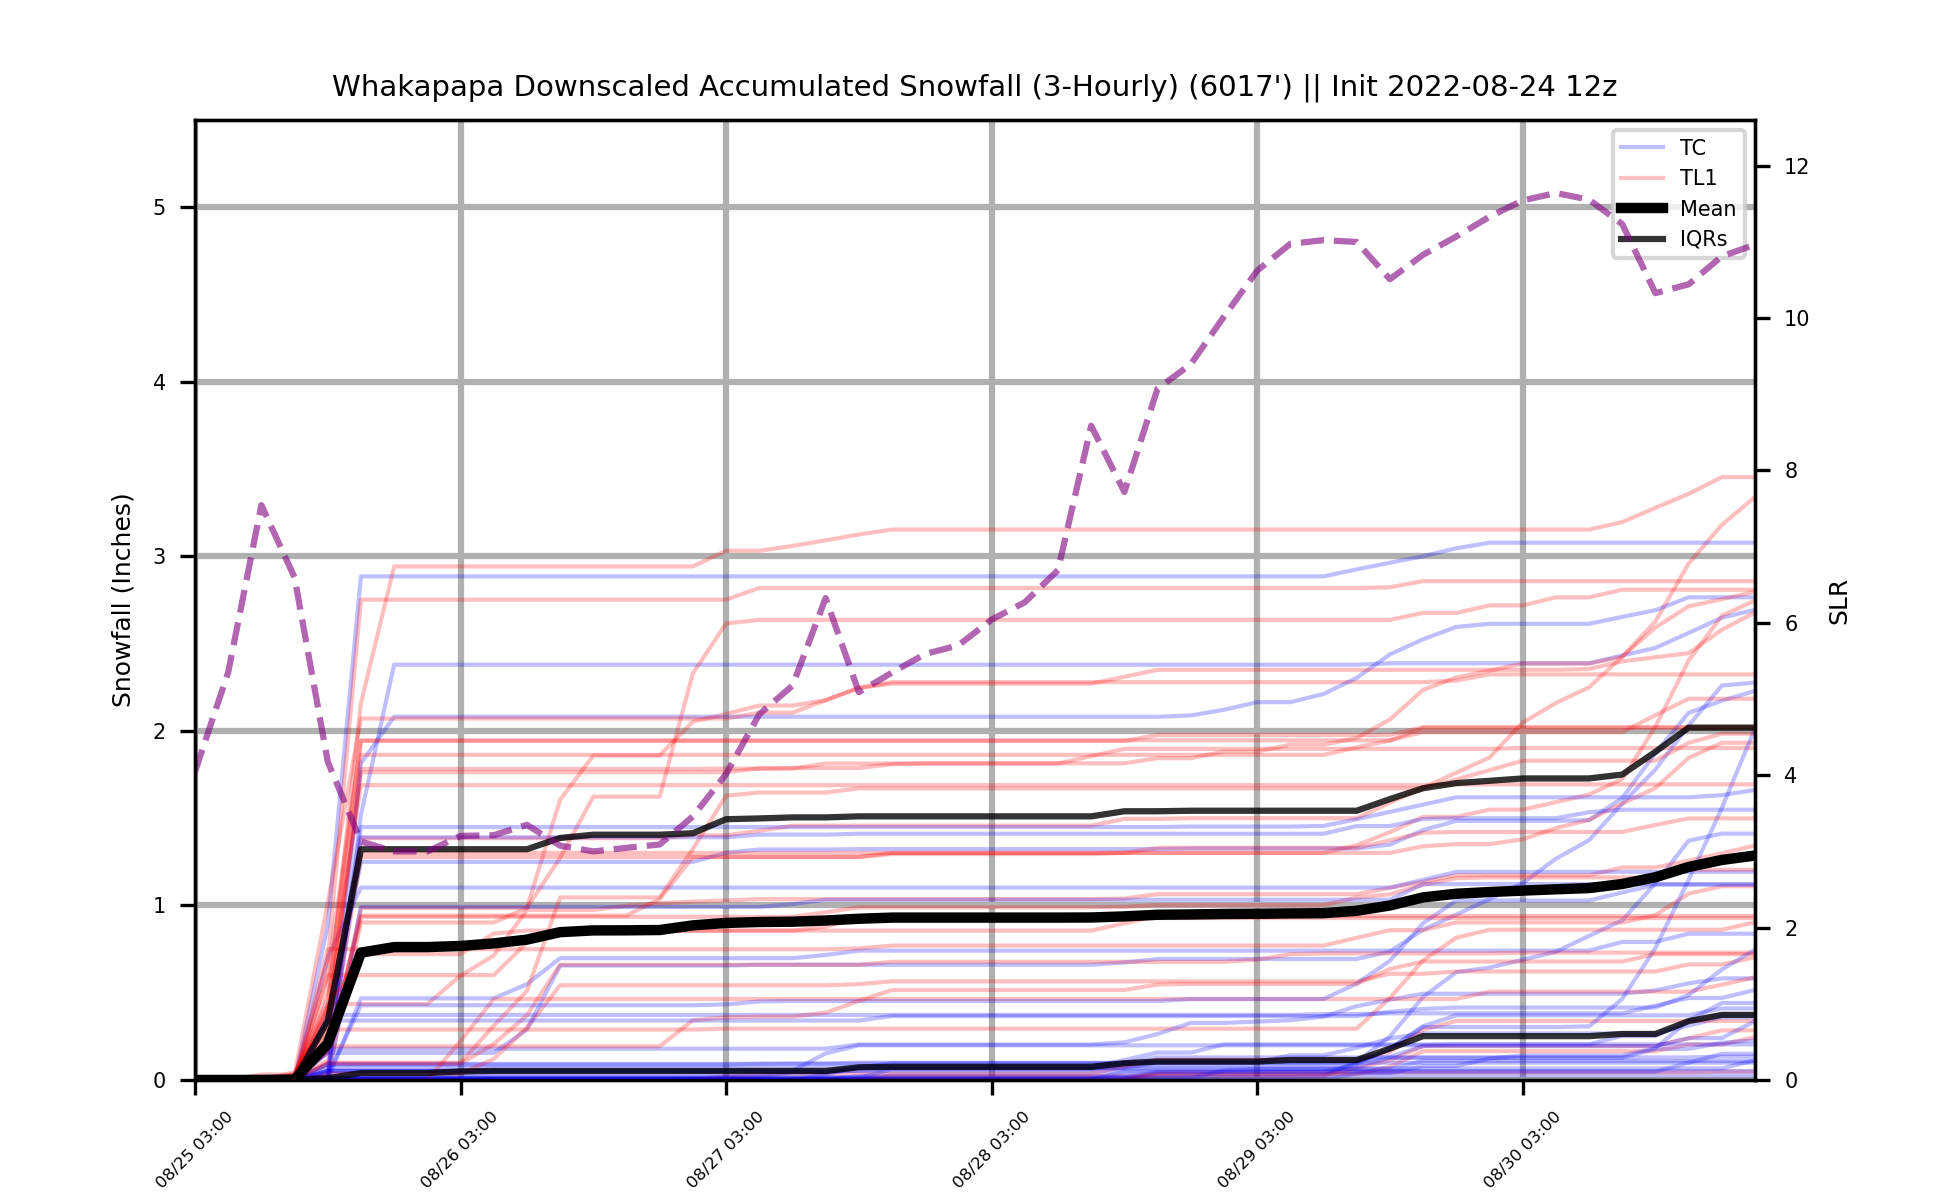 Whakapapa Downscaled Accumulated Snowfall (3-Hourly) (6017') || Init 2022-08-24 12z
TC
TL1
Mean
IQRs
Snowfall (Inches)
5
4
3
2
1
0
SLR
12
10
8
6
4
2
0
08/25 03:00
08/26 03:00
08/27 03:00
08/28 03:00
08/29 03:00
08/30 03:00